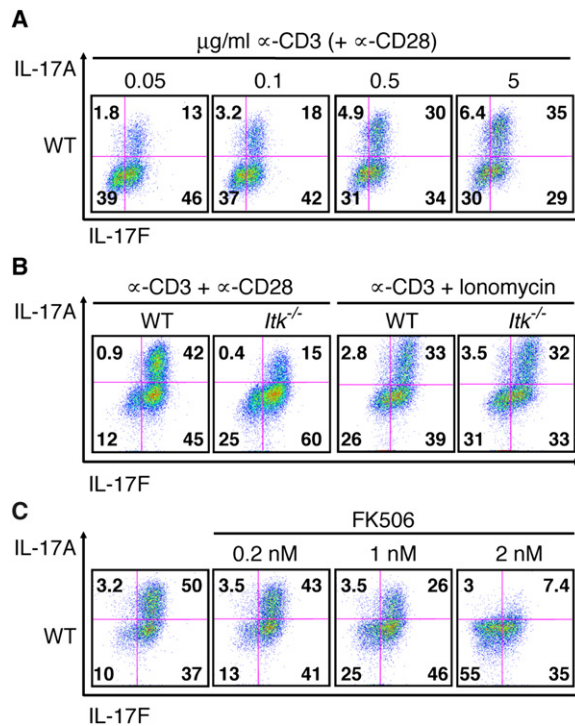 A
μg/ml ∝-CD3 (+ ∝-CD28)
IL-17A
0.05 0.1 0.5 5
WT
1.8 13 3.2 18 4.9 30 6.4 35
39 46 37 42 31 34 30 29
IL-17F
B
∝-CD3 + ∝-CD28 ∝-CD3 + Ionomycin
IL-17A
WT Itk-/- WT Itk-/-
0.9 42 0.4 15 2.8 33 3.5 32
12 45 25 60 26 39 31 33
IL-17F
C
FK506
IL-17A
0.2 nM 1 nM 2 nM
WT
3.2 50 3.5 43 3.5 26 3 7.4
10 37 13 41 25 46 55 35
IL-17F